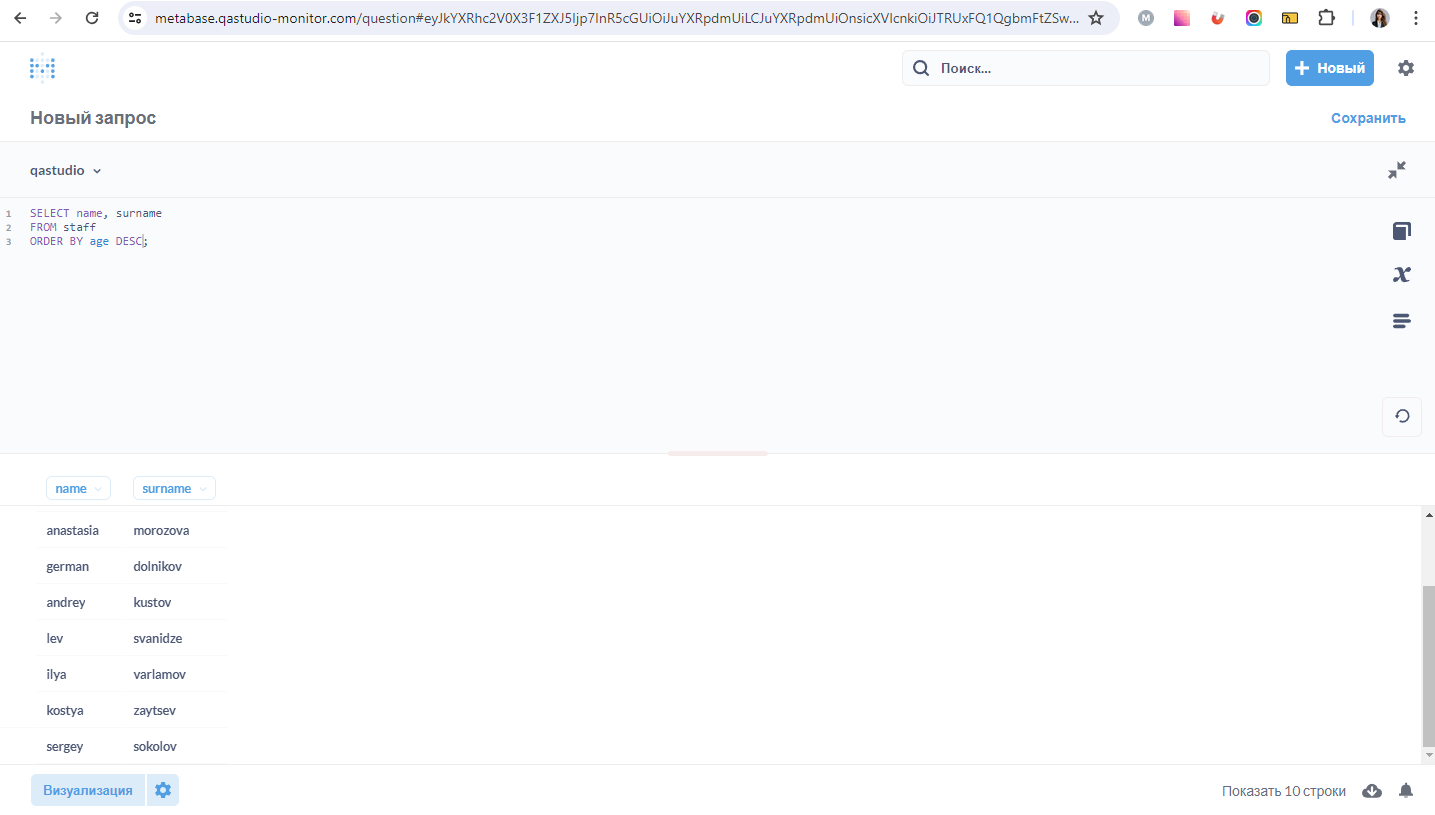 metabase.qastudio-monitor.com/question#eyJkYXRhc2V0X3F1ZXJ5Ijp7InR5cGUiOiJuYXRpdmUiLCJuYXRpdmUiOnsicXVlcnkiOiJTRUxFQ1QgbmFtZSw...
M
Поиск...
Новый
Новый запрос
Сохранить
qastudio
1 SELECT name, surname
2 FROM staff
3 ORDER BY age DESC;
x
name surname
anastasia morozova
german dolnikov
andrey kustov
lev svanidze
ilya varlamov
kostya zaytsev
sergey sokolov
Визуализация
Показать 10 строки